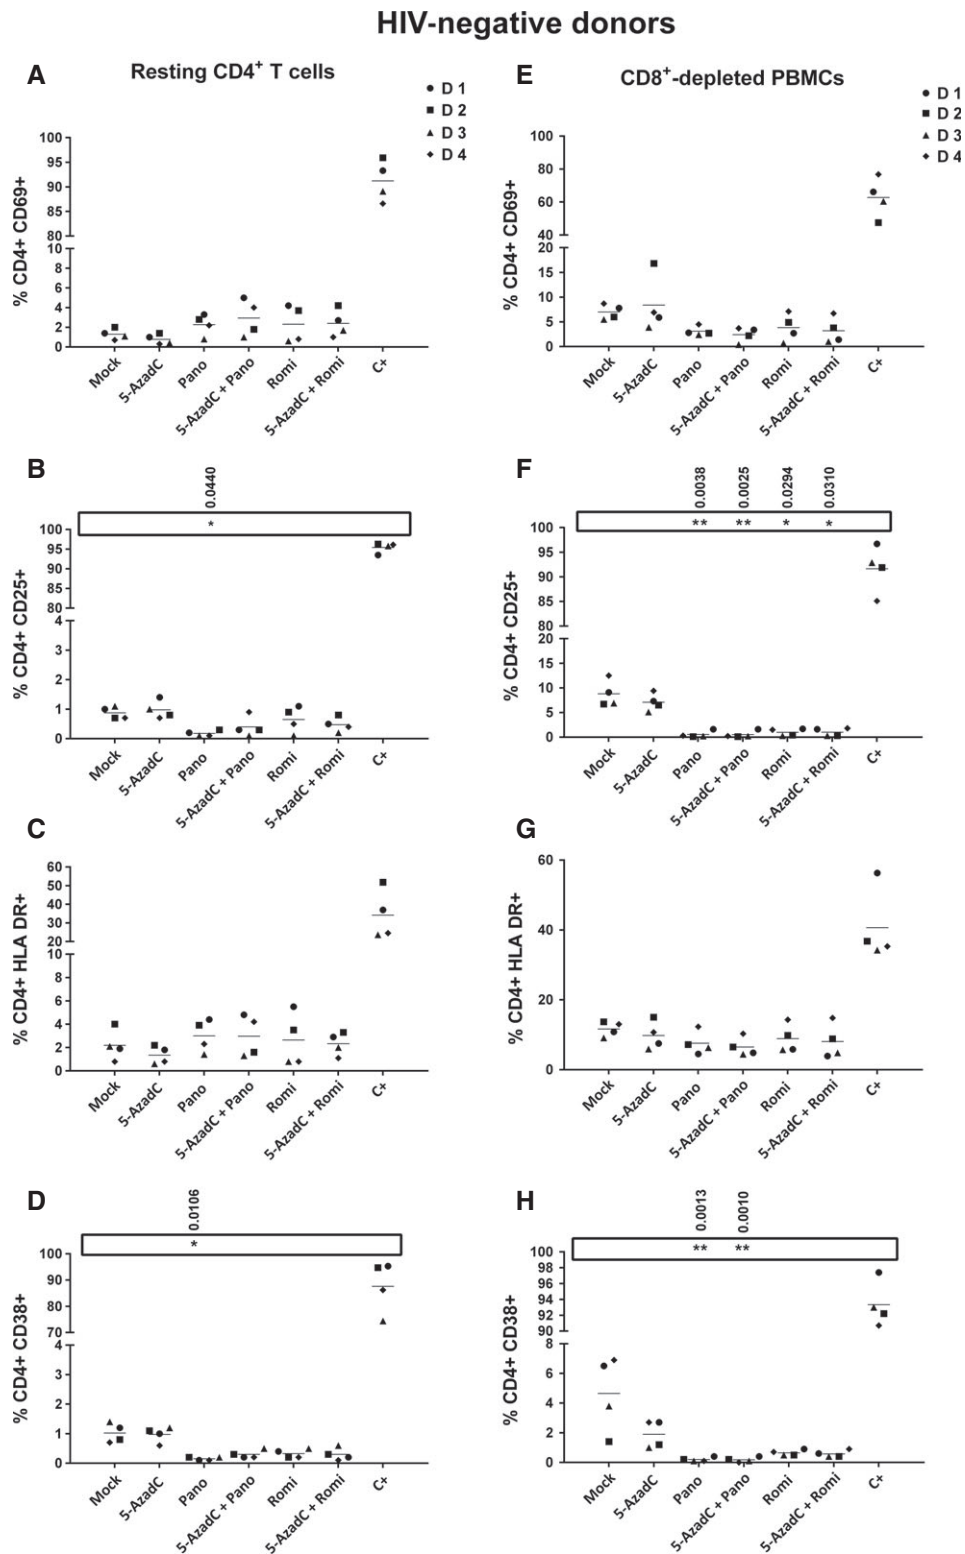 HIV-negative donors
A
Resting CD4+ T cells
D 1
D 2
D 3
D 4
% CD4+ CD69+
100
95
90
85
80
10
8
6
4
2
0
Mock
5-AzadC
Pano
5-AzadC + Pano
Romi
5-AzadC + Romi
C+
E
CD8+-depleted PBMCs
D 1
D 2
D 3
D 4
% CD4+ CD69+
100
80
60
40
20
15
10
5
0
Mock
5-AzadC
Pano
5-AzadC + Pano
Romi
5-AzadC + Romi
C+
B
0.0440
*
% CD4+ CD25+
100
95
90
85
80
4
3
2
1
0
Mock
5-AzadC
Pano
5-AzadC + Pano
Romi
5-AzadC + Romi
C+
F
0.0038
0.0025
0.0294
0.0310
** ** * *
% CD4+ CD25+
100
95
90
85
80
20
15
10
5
0
Mock
5-AzadC
Pano
5-AzadC + Pano
Romi
5-AzadC + Romi
C+
C
% CD4+ HLA DR+
60
50
40
30
20
10
8
6
4
2
0
Mock
5-AzadC
Pano
5-AzadC + Pano
Romi
5-AzadC + Romi
C+
G
% CD4+ HLA DR+
60
40
20
0
Mock
5-AzadC
Pano
5-AzadC + Pano
Romi
5-AzadC + Romi
C+
D
0.0106
*
% CD4+ CD38+
100
90
80
70
4
3
2
1
0
Mock
5-AzadC
Pano
5-AzadC + Pano
Romi
5-AzadC + Romi
C+
H
0.0013
0.0010
** **
% CD4+ CD38+
100
98
96
94
92
90
8
6
4
2
0
Mock
5-AzadC
Pano
5-AzadC + Pano
Romi
5-AzadC + Romi
C+